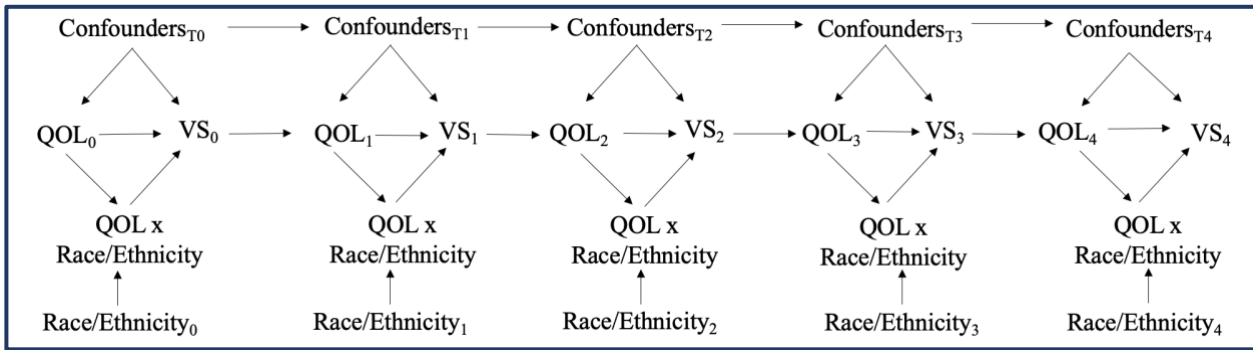 Confounders_T0 Confounders_T1 Confounders_T2 Confounders_T3 Confounders_T4
QOL_0 VS_0 QOL_1 VS_1 QOL_2 VS_2 QOL_3 VS_3 QOL_4 VS_4
QOL x QOL x QOL x QOL x QOL x
Race/Ethnicity Race/Ethnicity Race/Ethnicity Race/Ethnicity Race/Ethnicity
Race/Ethnicity_0 Race/Ethnicity_1 Race/Ethnicity_2 Race/Ethnicity_3 Race/Ethnicity_4